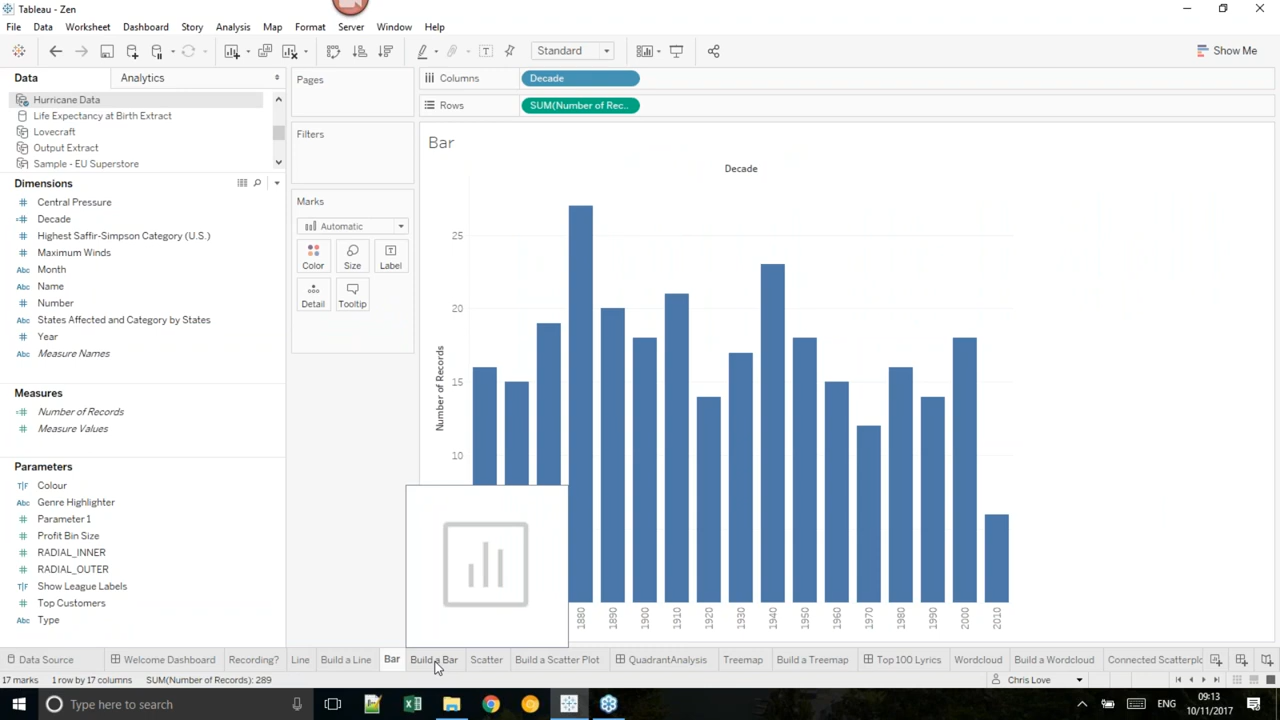 Tableau - Zen
File Data Worksheet Dashboard Story Analysis Map Format Server Window Help
Standard
Show Me
Data Analytics
Hurricane Data
Life Expectancy at Birth Extract
Lovecraft
Output Extract
Sample - EU Superstore
Dimensions
# Central Pressure
=# Decade
# Highest Saffir-Simpson Category (U.S.)
# Maximum Winds
Abc Month
Abc Name
# Number
Abc States Affected and Category by States
# Year
Abc Measure Names
Measures
=# Number of Records
# Measure Values
Parameters
T|F Colour
Abc Genre Highlighter
# Parameter 1
# Profit Bin Size
# RADIAL_INNER
# RADIAL_OUTER
T|F Show League Labels
# Top Customers
Abc Type
Pages
Filters
Marks
Automatic
Color Size Label
Detail Tooltip
Columns Decade
Rows SUM(Number of Rec..
Bar
Decade
Number of Records
25
20
15
10
1880 1890 1900 1910 1920 1930 1940 1950 1960 1970 1980 1990 2000 2010
Data Source Welcome Dashboard Recording? Line Build a Line Bar Build a Bar Scatter Build a Scatter Plot QuadrantAnalysis Treemap Build a Treemap Top 100 Lyrics Wordcloud Build a Wordcloud Connected Scatterplo
17 marks 1 row by 17 columns SUM(Number of Records): 289 Chris Love
Type here to search
09:13
10/11/2017